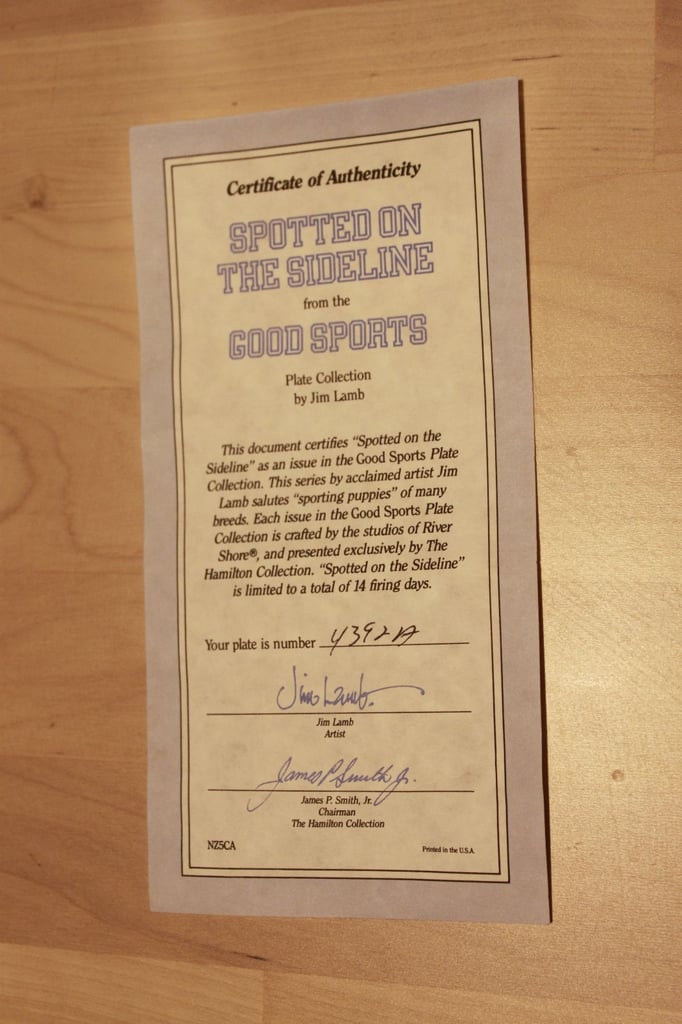 Certificate of Authenticity
SPOTTED ON
THE SIDELINE
from the
GOOD SPORTS
Plate Collection
by Jim Lamb
This document certifies “Spotted on the
Sideline” as an issue in the Good Sports Plate
Collection. This series by acclaimed artist Jim
Lamb salutes “sporting puppies” of many
breeds. Each issue in the Good Sports Plate
Collection is crafted by the studios of River
Shore®, and presented exclusively by The
Hamilton Collection. “Spotted on the Sideline”
is limited to a total of 14 firing days.
Your plate is number 4392A
Jim Lamb
Jim Lamb
Artist
James P Smith Jr.
James P. Smith, Jr.
Chairman
The Hamilton Collection
NZ5CA
Printed in the U.S.A.